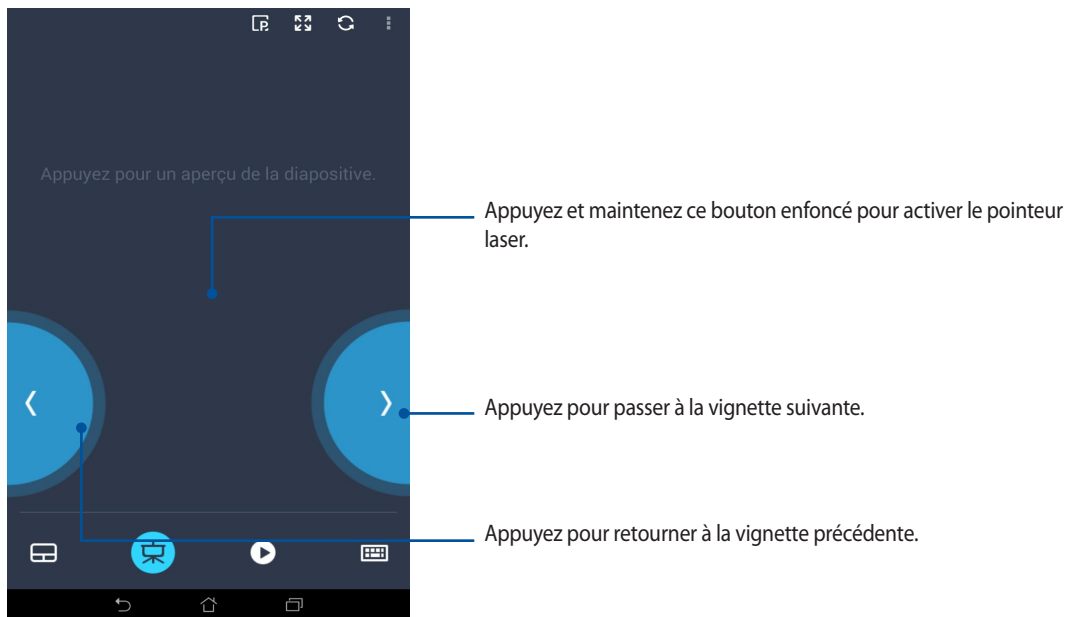 Appuyez pour un aperçu de la diapositive.
Appuyez et maintenez ce bouton enfoncé pour activer le pointeur
laser.
Appuyez pour passer à la vignette suivante.
Appuyez pour retourner à la vignette précédente.